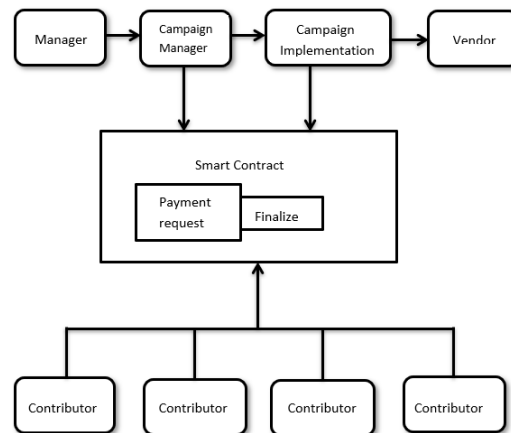 Manager
Campaign
Manager
Campaign
Implementation
Vendor
Smart Contract
Payment
request
Finalize
Contributor
Contributor
Contributor
Contributor